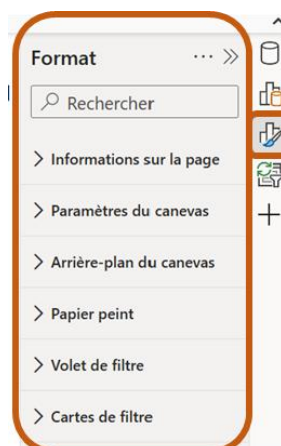 Format
Rechercher
Informations sur la page
Paramètres du canevas
Arrière-plan du canevas
Papier peint
Volet de filtre
Cartes de filtre